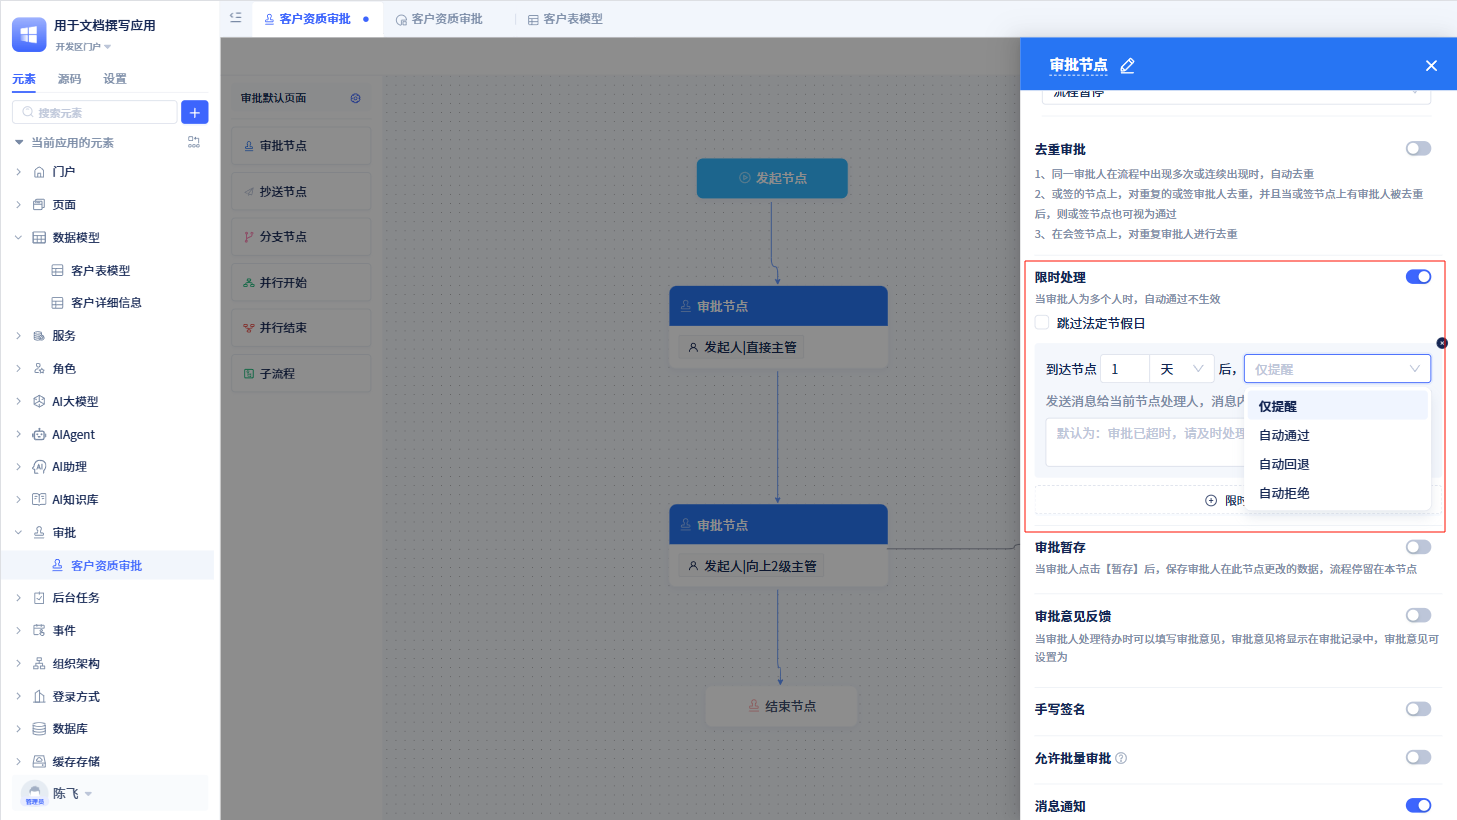 用于文档撰写应用
开发区门户
元素 源码 设置
搜索元素
当前应用的元素
门户
页面
数据模型
客户表模型
客户详细信息
服务
角色
AI大模型
AIAgent
AI助理
AI知识库
审批
客户资质审批
后台任务
事件
组织架构
登录方式
数据库
缓存存储
管理员
陈飞
客户资质审批 客户资质审批 客户表模型
审批默认页面
审批节点
抄送节点
分支节点
并行开始
并行结束
子流程
发起节点
审批节点
发起人|直接主管
审批节点
发起人|向上2级主管
结束节点
审批节点
流程暂停
去重审批
1、同一审批人在流程中出现多次或连续出现时，自动去重
2、或签的节点上，对重复的或签审批人去重，并且当或签节点上有审批人被去重
后，则或签节点也可视为通过
3、在会签节点上，对重复审批人进行去重
限时处理
当审批人为多个人时，自动通过不生效
跳过法定节假日
到达节点 1 天 后， 仅提醒
发送消息给当前节点处理人，消息内
默认为：审批已超时，请及时处理
仅提醒
自动通过
自动回退
自动拒绝
限时
审批暂存
当审批人点击【暂存】后，保存审批人在此节点更改的数据，流程停留在本节点
审批意见反馈
当审批人处理待办时可以填写审批意见，审批意见将显示在审批记录中，审批意见可
设置为
手写签名
允许批量审批
消息通知